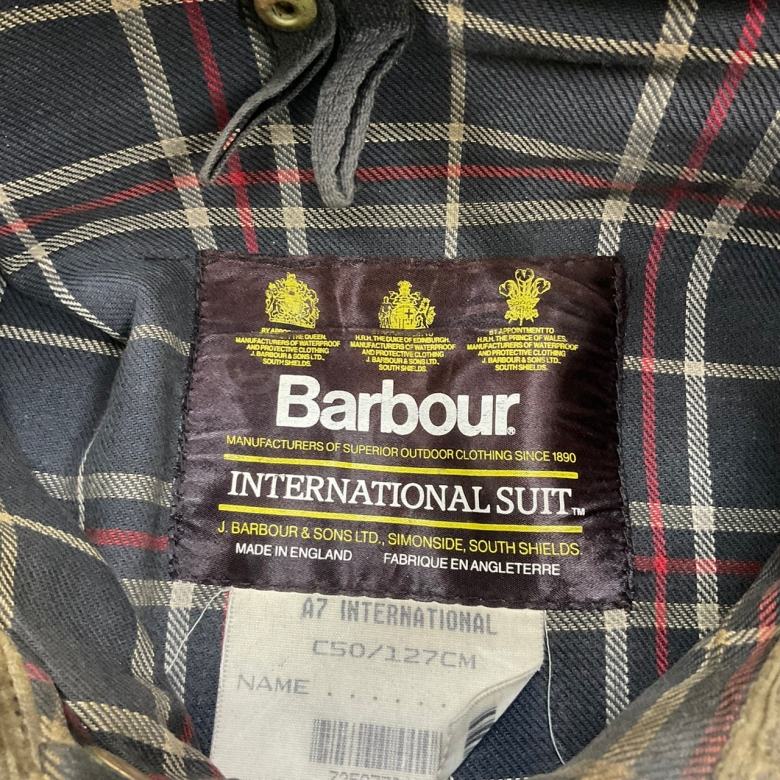 THE QUEEN
MANUFACTURERS OF WATERPROOF
AND PROTECTIVE CLOTHING
J. BARBOUR & SONS LTD.,
SOUTH SHIELDS.
H.R.H. THE DUKE OF EDINBURGH.
MANUFACTURERS OF WATERPROOF
AND PROTECTIVE CLOTHING
J. BARBOUR & SONS LTD.,
SOUTH SHIELDS.
BY APPOINTMENT TO
H.R.H. THE PRINCE OF WALES.
MANUFACTURERS OF WATERPROOF
AND PROTECTIVE CLOTHING
J. BARBOUR & SONS LTD.,
SOUTH SHIELDS.
Barbour®
MANUFACTURERS OF SUPERIOR OUTDOOR CLOTHING SINCE 1890
INTERNATIONAL SUIT™
J. BARBOUR & SONS LTD., SIMONSIDE, SOUTH SHIELDS.
MADE IN ENGLAND FABRIQUE EN ANGLETERRE
A7 INTERNATIONAL
C50/127CM
NAME . . . . . .